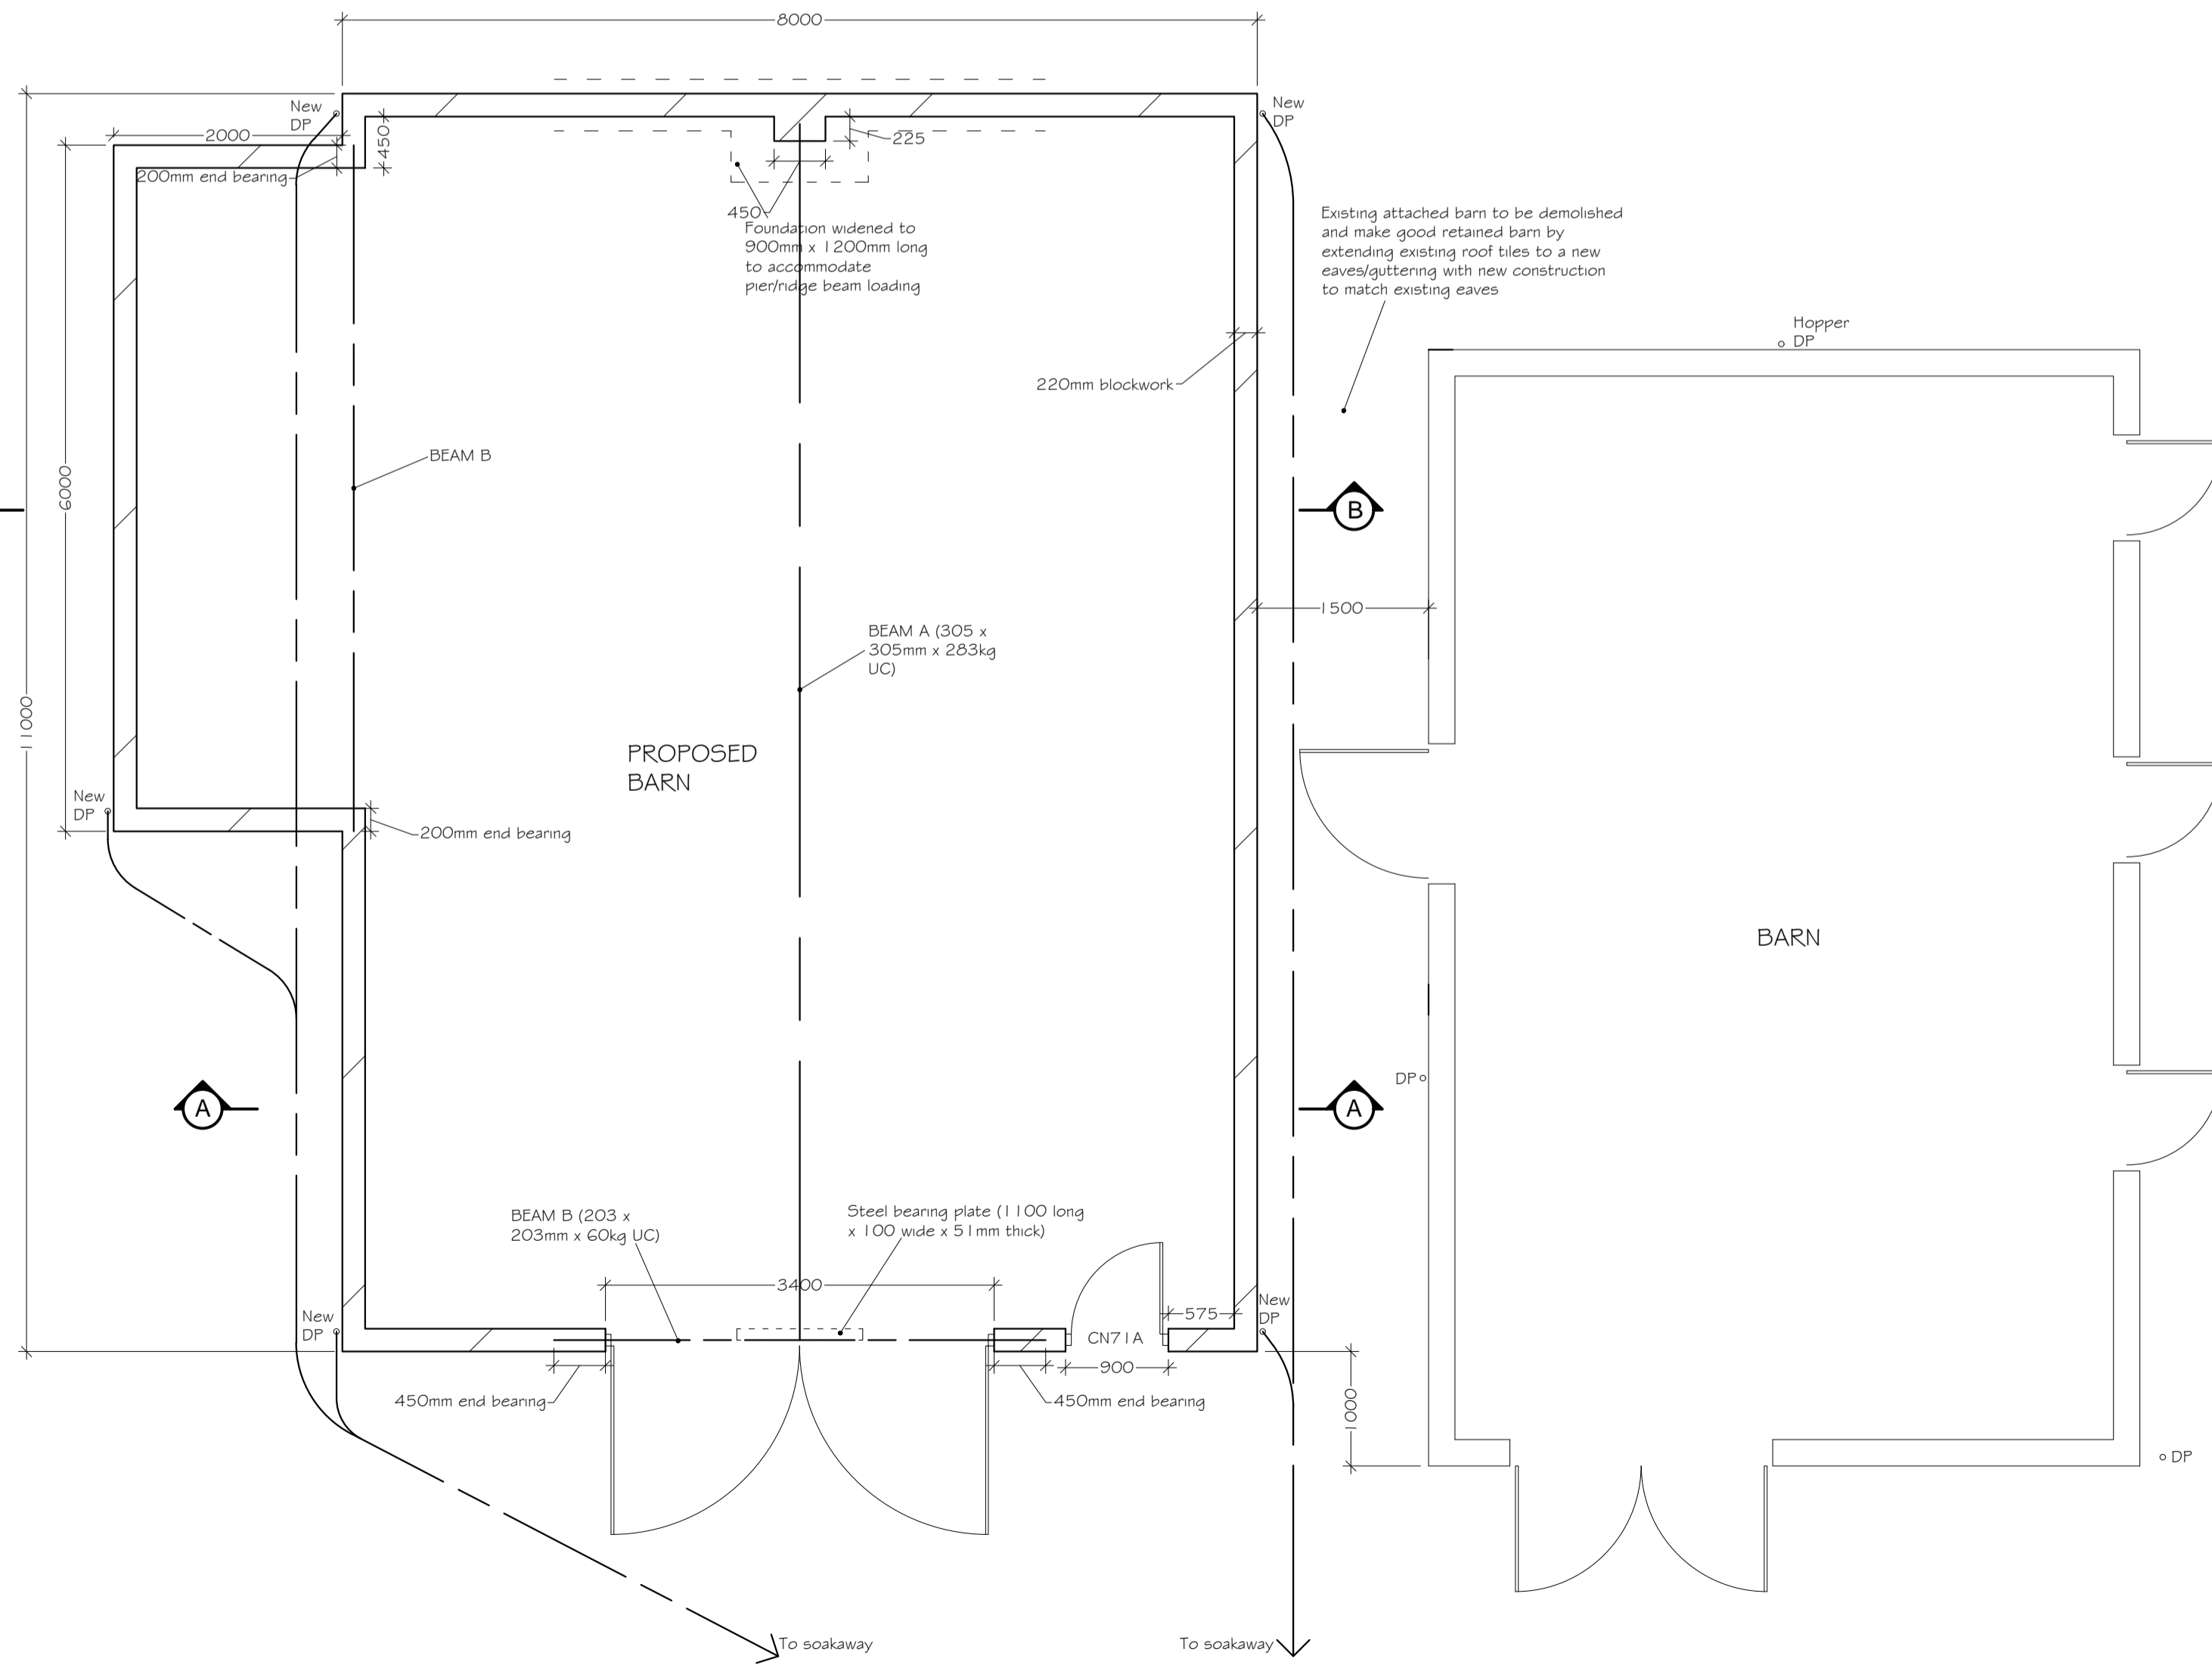 8000
New
DP
2000
450
200mm end bearing
225
450
Foundation widened to
900mm x 1200mm long
to accommodate
pier/ridge beam loading
New
DP
Existing attached barn to be demolished
and make good retained barn by
extending existing roof tiles to a new
eaves/guttering with new construction
to match existing eaves
Hopper
DP
220mm blockwork
BEAM B
6000
B
1500
BEAM A (305 x
305mm x 283kg
UC)
11000
PROPOSED
BARN
New
DP
200mm end bearing
BARN
A
A
DP
BEAM B (203 x
203mm x 60kg UC)
Steel bearing plate (1100 long
x 100 wide x 51mm thick)
3400
575
New
DP
New
DP
CN71A
900
450mm end bearing
450mm end bearing
1000
DP
To soakaway
To soakaway